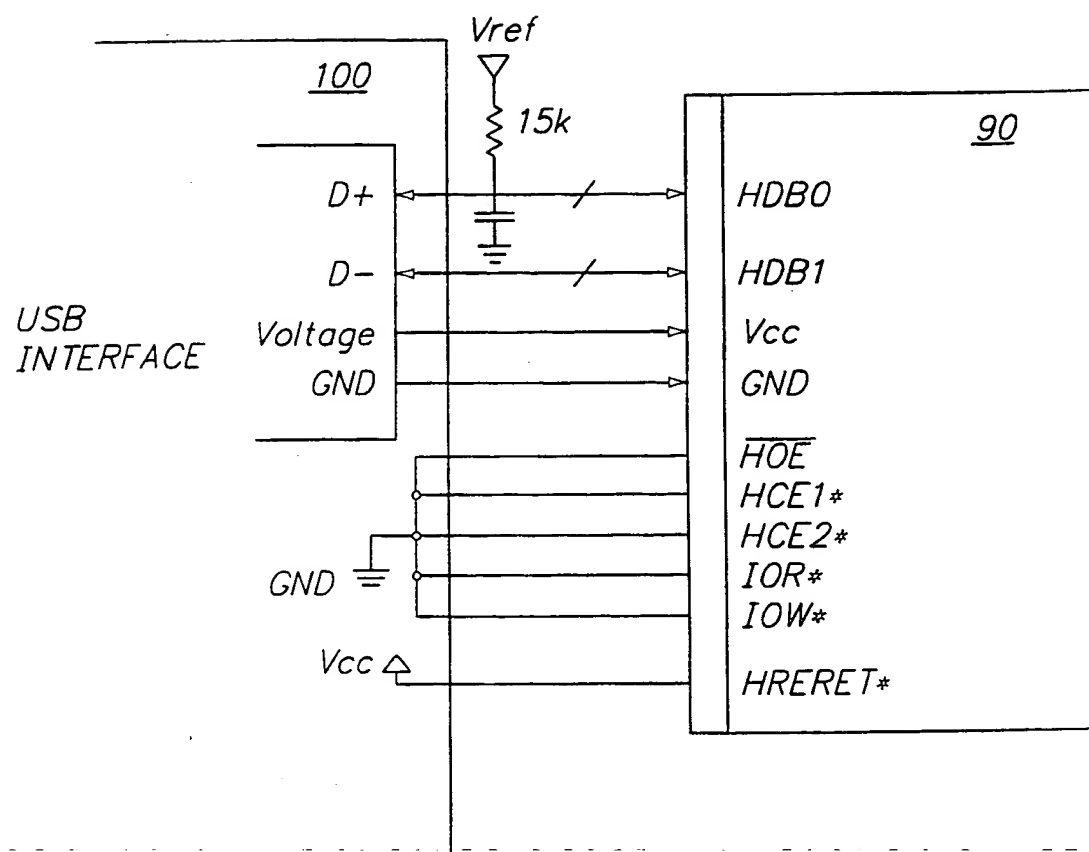 Vref
100
15k
90
D+
HDB0
D-
HDB1
USB
INTERFACE
Voltage
Vcc
GND
GND
HOE
HCE1*
HCE2*
GND
IOR*
IOW*
Vcc
HRERET*